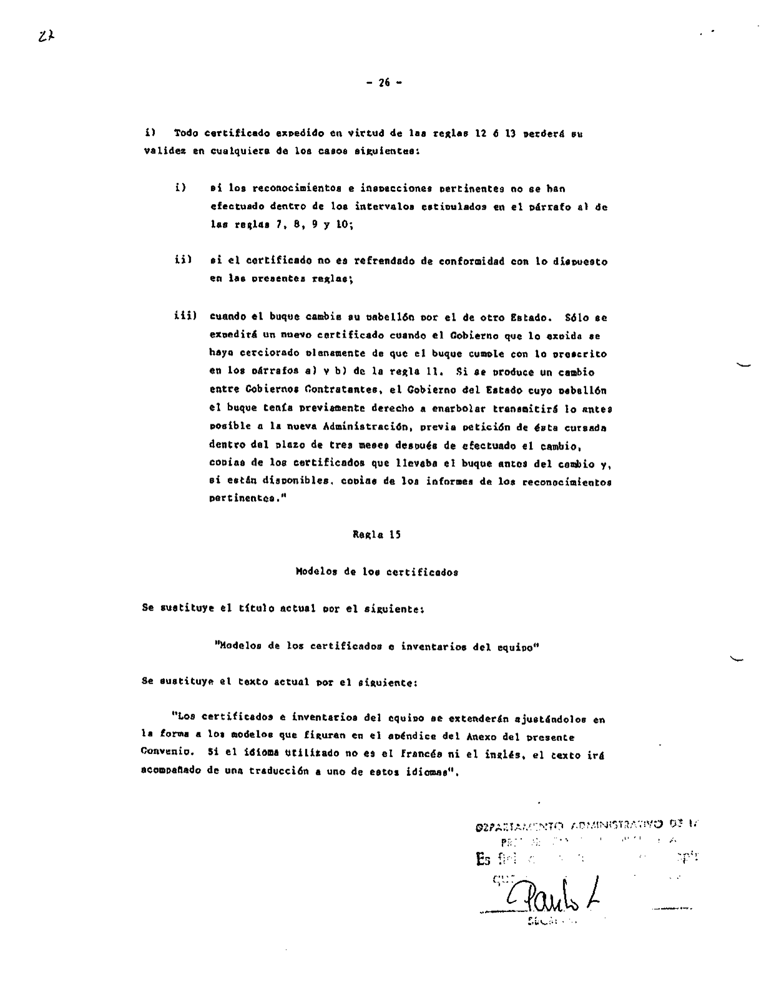 27
- 26 -
i) Todo certificado expedido en virtud de las reglas 12 ó 13 perderá su
validez en cualquiera de los casos siguientes:
i) si los reconocimientos e inspecciones pertinentes no se han
efectuado dentro de los intervalos estipulados en el párrafo a) de
las reglas 7, 8, 9 y 10;
ii) si el certificado no es refrendado de conformidad con lo dispuesto
en las presentes reglas;
iii) cuando el buque cambie su pabellón por el de otro Estado. Sólo se
expedirá un nuevo certificado cuando el Gobierno que lo expida se
haya cerciorado plenamente de que el buque cumple con lo prescrito
en los párrafos a) y b) de la regla 11. Si se produce un cambio
entre Gobiernos Contratantes, el Gobierno del Estado cuyo pabellón
el buque tenía previamente derecho a enarbolar transmitirá lo antes
posible a la nueva Administración, previa petición de ésta cursada
dentro del plazo de tres meses después de efectuado el cambio,
copias de los certificados que llevaba el buque antes del cambio y,
si están disponibles, copias de los informes de los reconocimientos
pertinentes."
Regla 15
Modelos de los certificados
Se sustituye el título actual por el siguiente:
"Modelos de los certificados e inventarios del equipo"
Se sustituye el texto actual por el siguiente:
"Los certificados e inventarios del equipo se extenderán ajustándolos en
la forma a los modelos que figuran en el apéndice del Anexo del presente
Convenio. Si el idioma utilizado no es el francés ni el inglés, el texto irá
acompañado de una traducción a uno de estos idiomas".
DEPARTAMENTO ADMINISTRATIVO DE LA
Es fiel